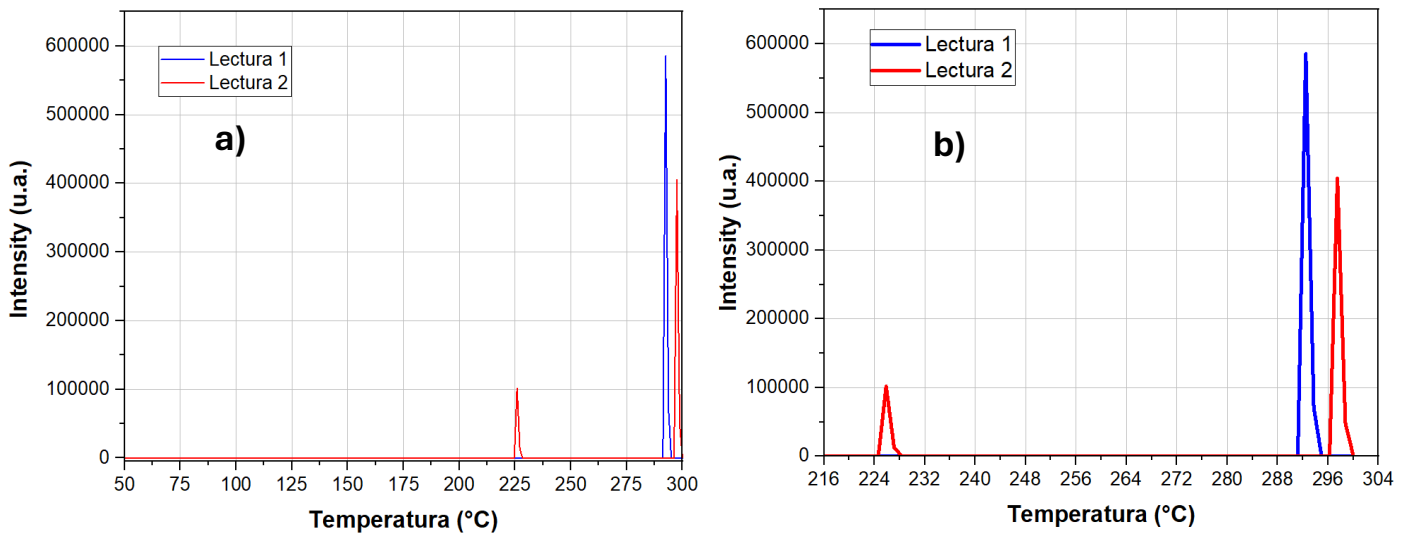 600000
500000
400000
300000
200000
100000
0
Intensity (u.a.)
Lectura 1
Lectura 2
a)
50 75 100 125 150 175 200 225 250 275 300
Temperatura (°C)
600000
500000
400000
300000
200000
100000
0
Intensity (u.a.)
Lectura 1
Lectura 2
b)
216 224 232 240 248 256 264 272 280 288 296 304
Temperatura (°C)